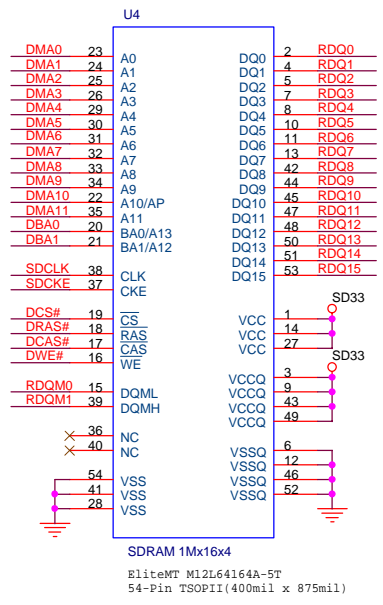 U4
DMA0 23 A0 DQ0 2 RDQ0
DMA1 24 A1 DQ1 4 RDQ1
DMA2 25 A2 DQ2 5 RDQ2
DMA3 26 A3 DQ3 7 RDQ3
DMA4 29 A4 DQ4 8 RDQ4
DMA5 30 A5 DQ5 10 RDQ5
DMA6 31 A6 DQ6 11 RDQ6
DMA7 32 A7 DQ7 13 RDQ7
DMA8 33 A8 DQ8 42 RDQ8
DMA9 34 A9 DQ9 44 RDQ9
DMA10 22 A10/AP DQ10 45 RDQ10
DMA11 35 A11 DQ11 47 RDQ11
DBA0 20 BA0/A13 DQ12 48 RDQ12
DBA1 21 BA1/A12 DQ13 50 RDQ13
DQ14 51 RDQ14
SDCLK 38 CLK DQ15 53 RDQ15
SDCKE 37 CKE
SD33
DCS# 19 CS VCC 1
DRAS# 18 RAS VCC 14
DCAS# 17 CAS VCC 27
DWE# 16 WE
SD33
RDQM0 15 DQML VCCQ 3
RDQM1 39 DQMH VCCQ 9
VCCQ 43
VCCQ 49
36 NC
40 NC VSSQ 6
VSSQ 12
54 VSS VSSQ 46
41 VSS VSSQ 52
28 VSS
SDRAM 1Mx16x4
EliteMT M12L64164A-5T
54-Pin TSOPII(400mil x 875mil)